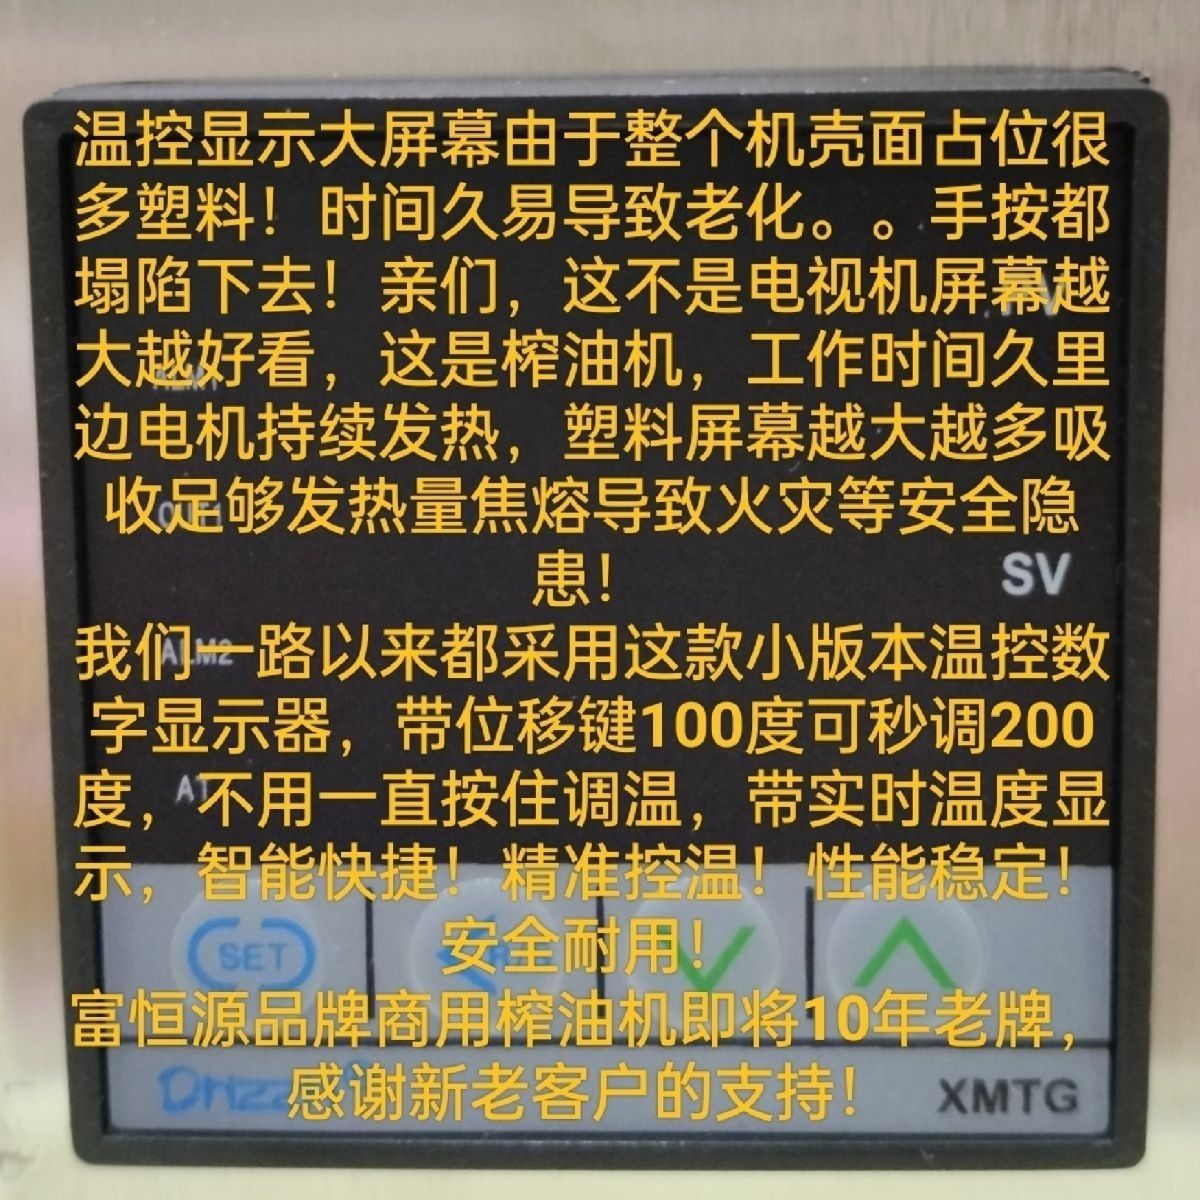 温控显示大屏幕由于整个机壳面占位很
多塑料！时间久易导致老化。。手按都
塌陷下去！亲们，这不是电视机屏幕越
大越好看，这是榨油机，工作时间久里
边电机持续发热，塑料屏幕越大越多吸
收足够发热量焦熔导致火灾等安全隐
患！
SV
我们一路以来都采用这款小版本温控数
ALM2
字显示器，带位移键100度可秒调200
度，不用一直按住调温，带实时温度显
AT
示，智能快捷！精准控温！性能稳定！
安全耐用！
SET
富恒源品牌商用榨油机即将10年老牌，
感谢新老客户的支持！
XMTG